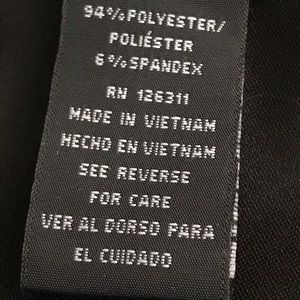 94%POLYESTER/
POLIÉSTER
6%SPANDEX
RN 126311
MADE IN VIETNAM
HECHO EN VIETNAM
SEE REVERSE
FOR CARE
VER AL DORSO PARA
EL CUIDADO